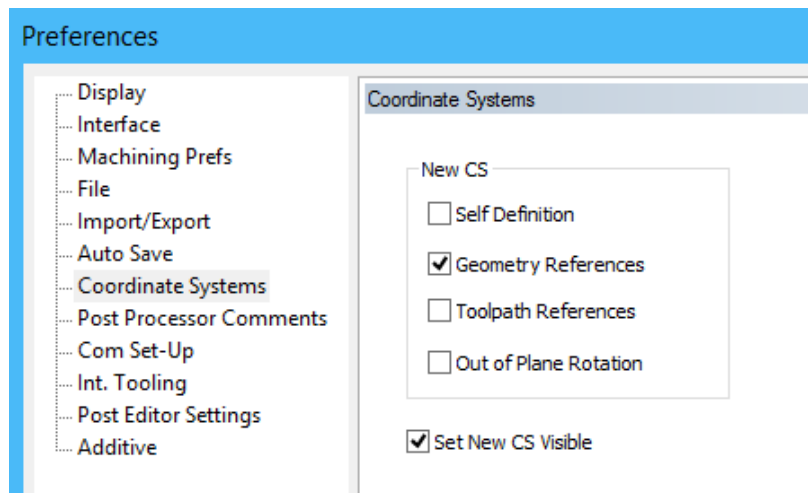 Preferences
Display
Interface
Machining Prefs
File
Import/Export
Auto Save
Coordinate Systems
Post Processor Comments
Com Set-Up
Int. Tooling
Post Editor Settings
Additive
Coordinate Systems
New CS
Self Definition
Geometry References
Toolpath References
Out of Plane Rotation
Set New CS Visible